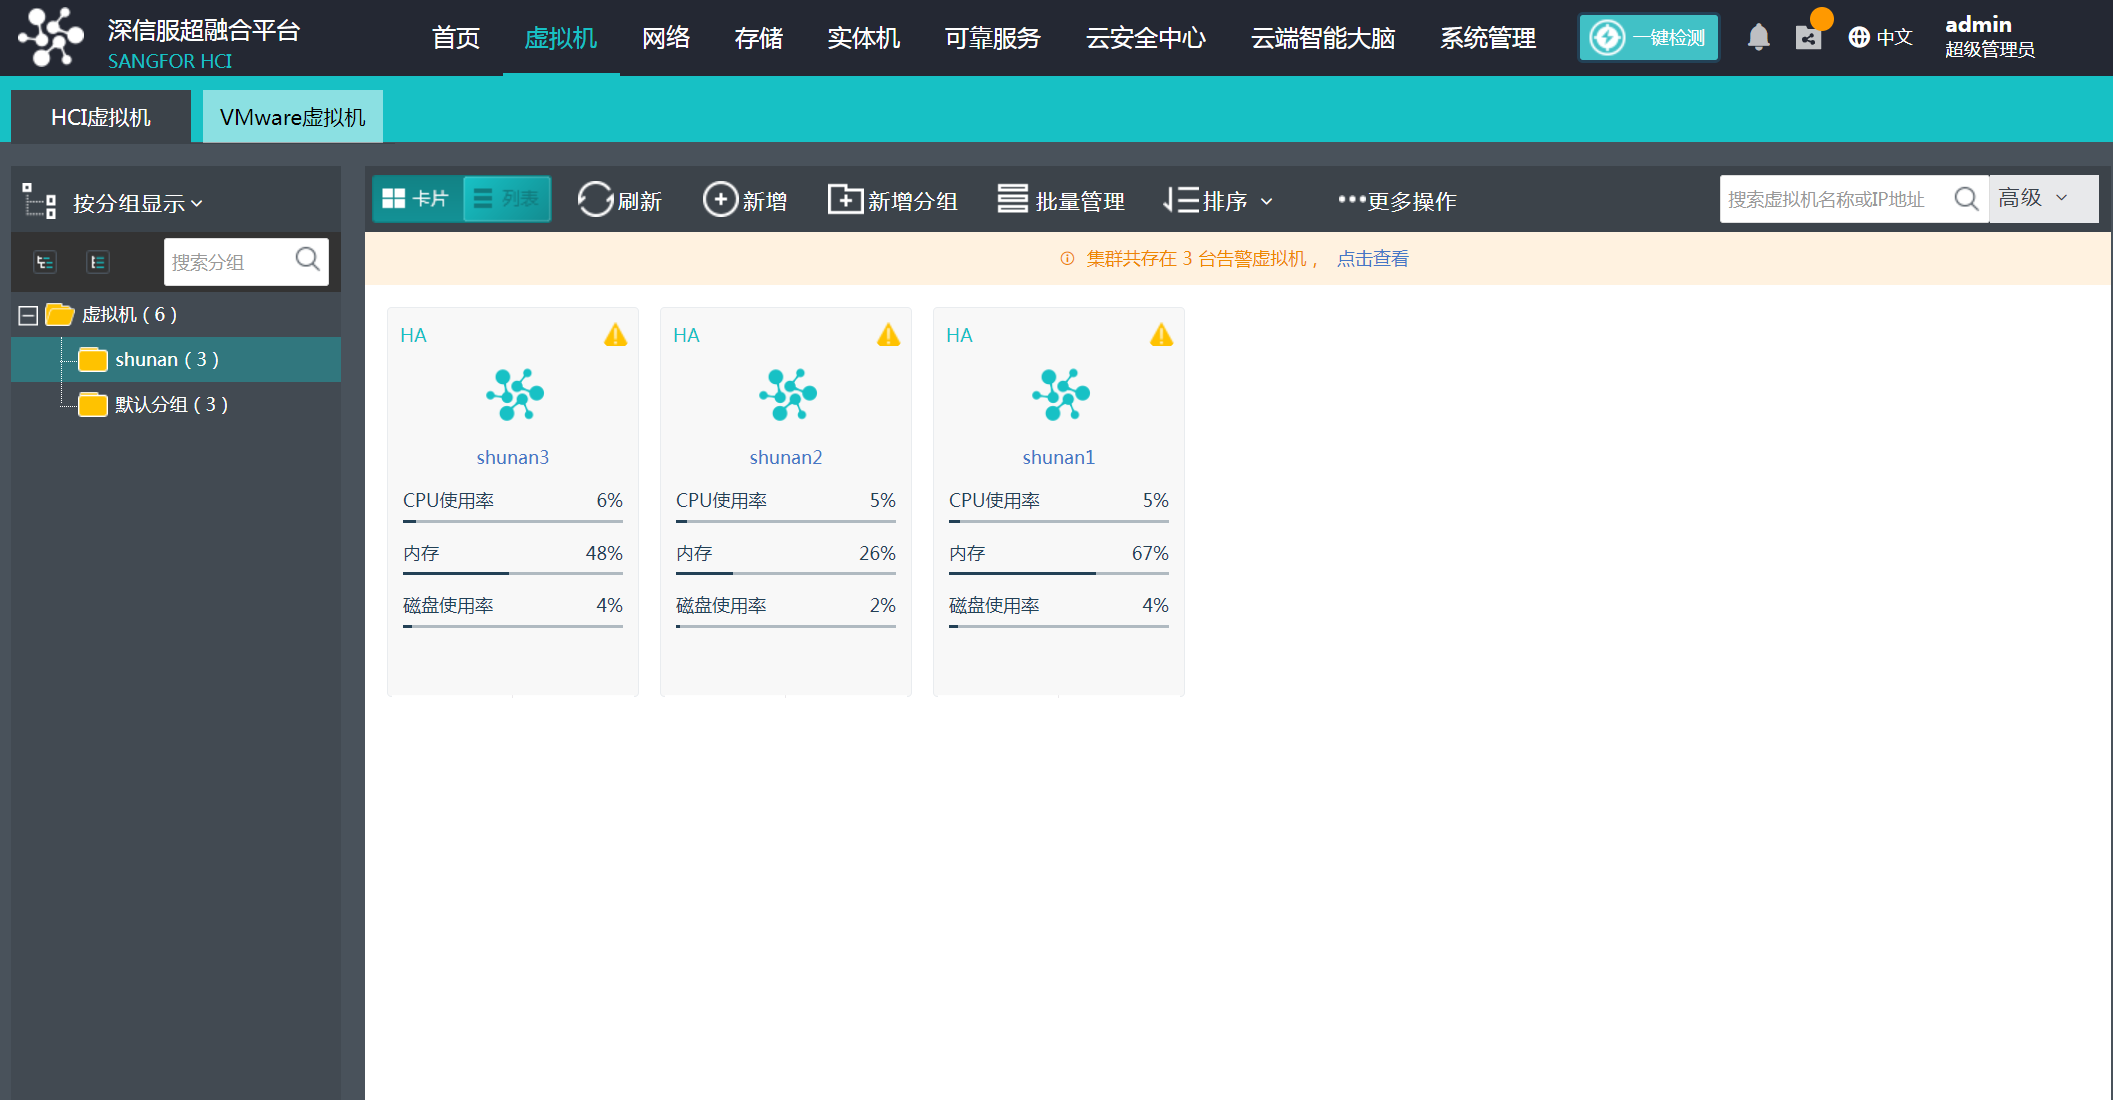 深信服超融合平台
SANGFOR HCI
首页 虚拟机 网络 存储 实体机 可靠服务 云安全中心 云端智能大脑 系统管理
一键检测
中文
admin
超级管理员
HCI虚拟机 VMware虚拟机
按分组显示
搜索分组
虚拟机 ( 6 )
shunan ( 3 )
默认分组 ( 3 )
卡片 列表 刷新 新增 新增分组 批量管理 排序 更多操作
搜索虚拟机名称或IP地址 高级
集群共存在 3 台告警虚拟机， 点击查看
HA
shunan3
CPU使用率 6%
内存 48%
磁盘使用率 4%
HA
shunan2
CPU使用率 5%
内存 26%
磁盘使用率 2%
HA
shunan1
CPU使用率 5%
内存 67%
磁盘使用率 4%